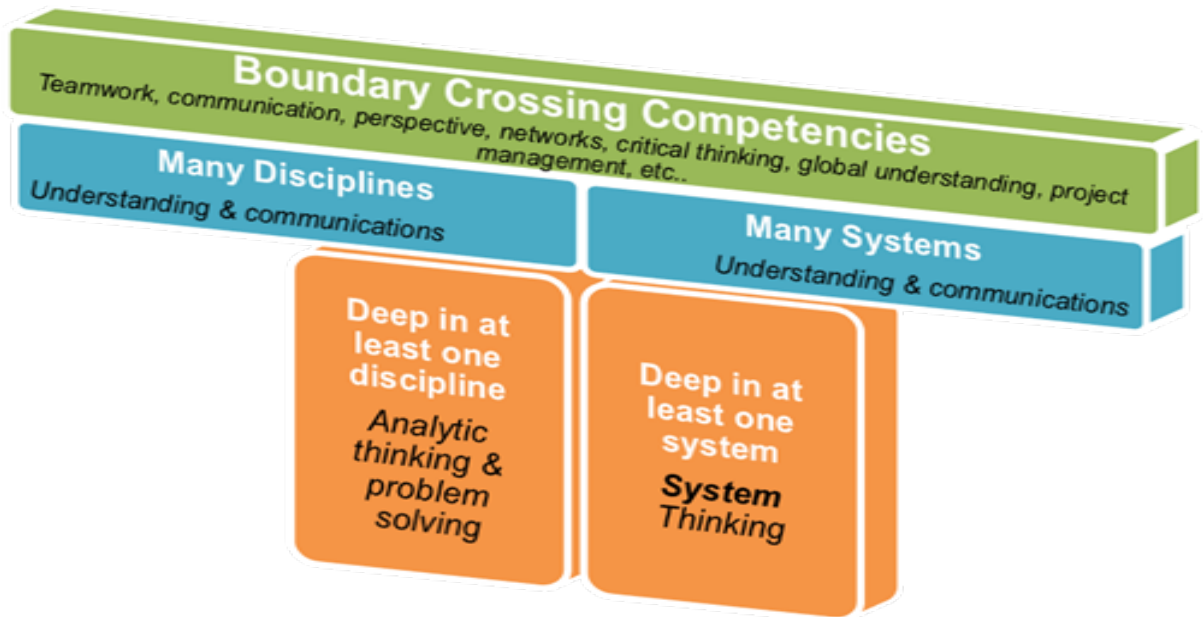 Boundary Crossing Competencies
Teamwork, communication, perspective, networks, critical thinking, global understanding, project
management, etc..
Many Disciplines
Understanding & communications
Many Systems
Understanding & communications
Deep in at
least one
discipline
Analytic
thinking &
problem
solving
Deep in at
least one
system
System
Thinking